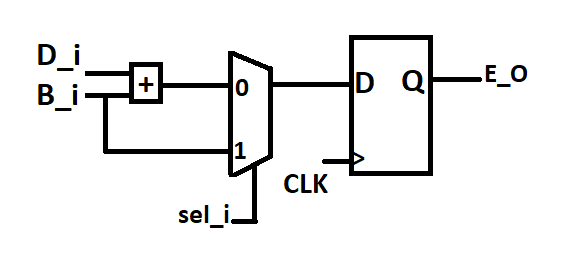 D_i
B_i
+
0
1
sel_i
D
Q
CLK
E_O